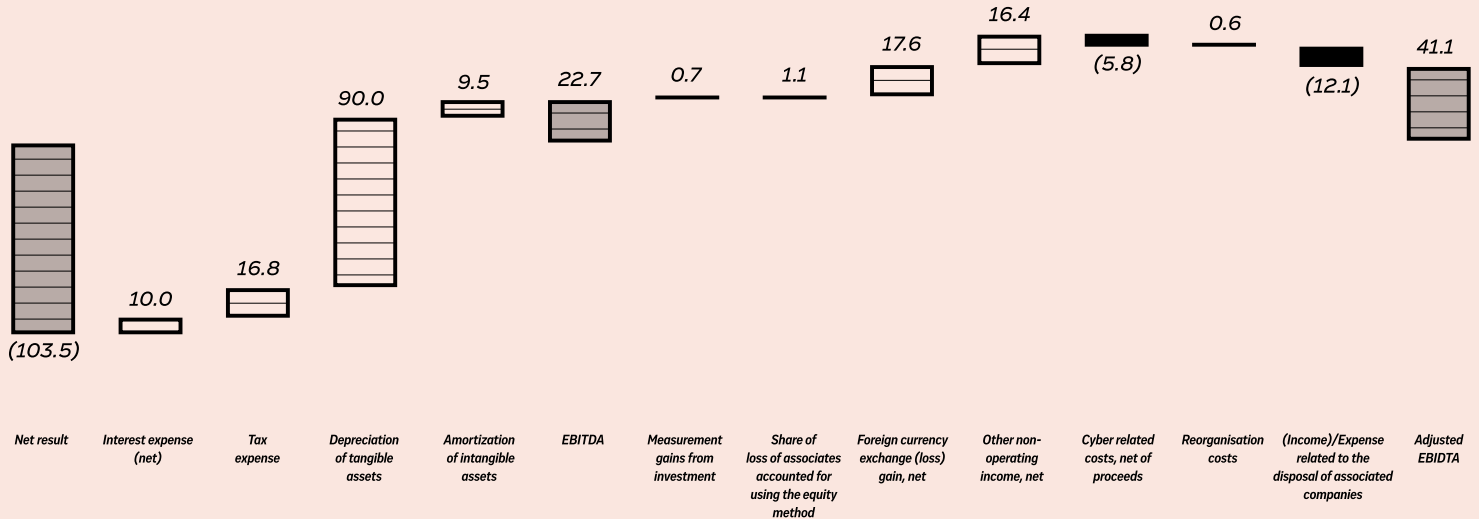 (103.5)
10.0
16.8
90.0
9.5
22.7
0.7
1.1
17.6
16.4
(5.8)
0.6
(12.1)
41.1
Net result
Interest expense
(net)
Tax
expense
Depreciation
of tangible
assets
Amortization
of intangible
assets
EBITDA
Measurement
gains from
investment
Share of
loss of associates
accounted for
using the equity
method
Foreign currency
exchange (loss)
gain, net
Other non-
operating
income, net
Cyber related
costs, net of
proceeds
Reorganisation
costs
(Income)/Expense
related to the
disposal of associated
companies
Adjusted
EBIDTA